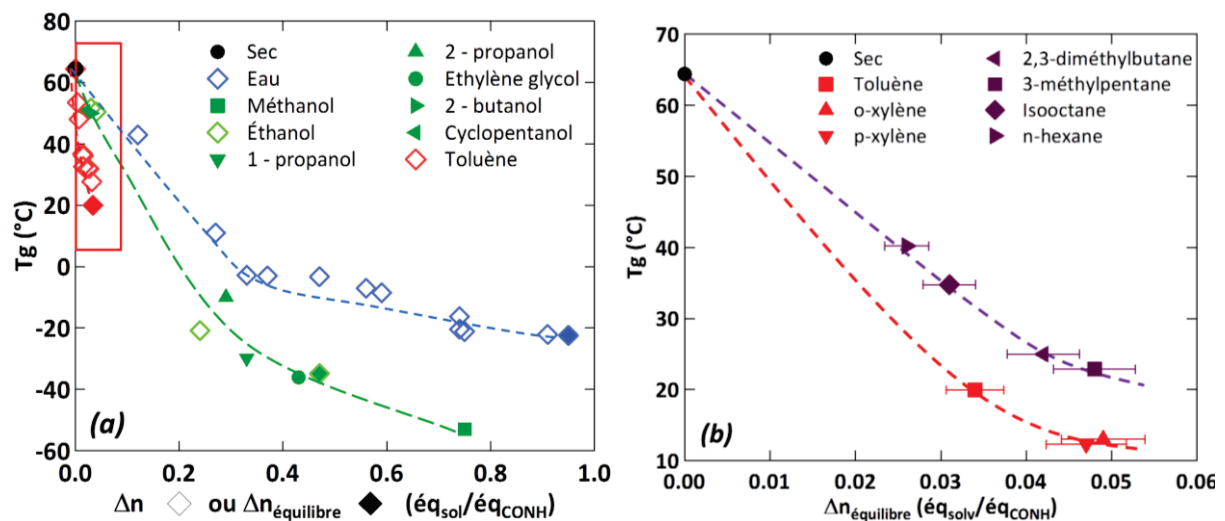 80
60
40
20
0
-20
-40
-60
Tg (°C)
Sec
Eau
Méthanol
Éthanol
1 - propanol
2 - propanol
Ethylène glycol
2 - butanol
Cyclopentanol
Toluène
(a)
0.0 0.2 0.4 0.6 0.8 1.0
Δn ou Δnéquilibre (éqsol/éqCONH)
70
60
50
40
30
20
10
Tg (°C)
Sec
Toluène
o-xylène
p-xylène
2,3-diméthylbutane
3-méthylpentane
Isooctane
n-hexane
(b)
0.00 0.01 0.02 0.03 0.04 0.05 0.06
Δnéquilibre (éqsolv/éqCONH)